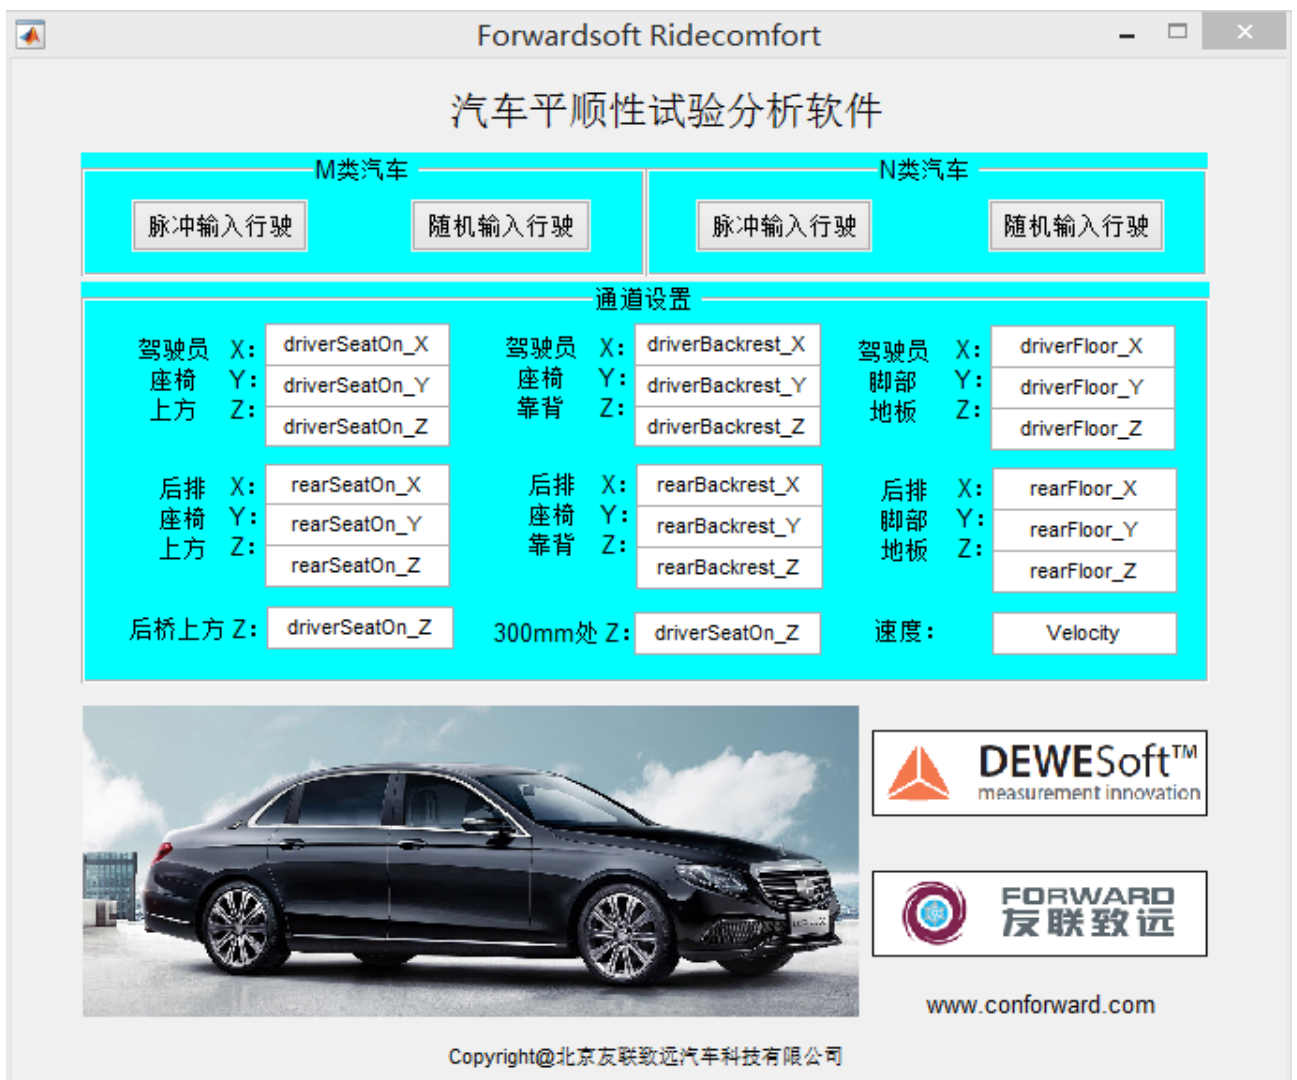 Forwardsoft Ridecomfort
汽车平顺性试验分析软件
M类汽车
N类汽车
脉冲输入行驶
随机输入行驶
脉冲输入行驶
随机输入行驶
通道设置
驾驶员 X: driverSeatOn_X
座椅 Y: driverSeatOn_Y
上方 Z: driverSeatOn_Z
驾驶员 X: driverBackrest_X
座椅 Y: driverBackrest_Y
靠背 Z: driverBackrest_Z
驾驶员 X: driverFloor_X
脚部 Y: driverFloor_Y
地板 Z: driverFloor_Z
后排 X: rearSeatOn_X
座椅 Y: rearSeatOn_Y
上方 Z: rearSeatOn_Z
后排 X: rearBackrest_X
座椅 Y: rearBackrest_Y
靠背 Z: rearBackrest_Z
后排 X: rearFloor_X
脚部 Y: rearFloor_Y
地板 Z: rearFloor_Z
后桥上方 Z: driverSeatOn_Z
300mm处 Z: driverSeatOn_Z
速度: Velocity
DEWESoft™
measurement innovation
FORWARD
友联致远
www.conforward.com
Copyright@北京友联致远汽车科技有限公司